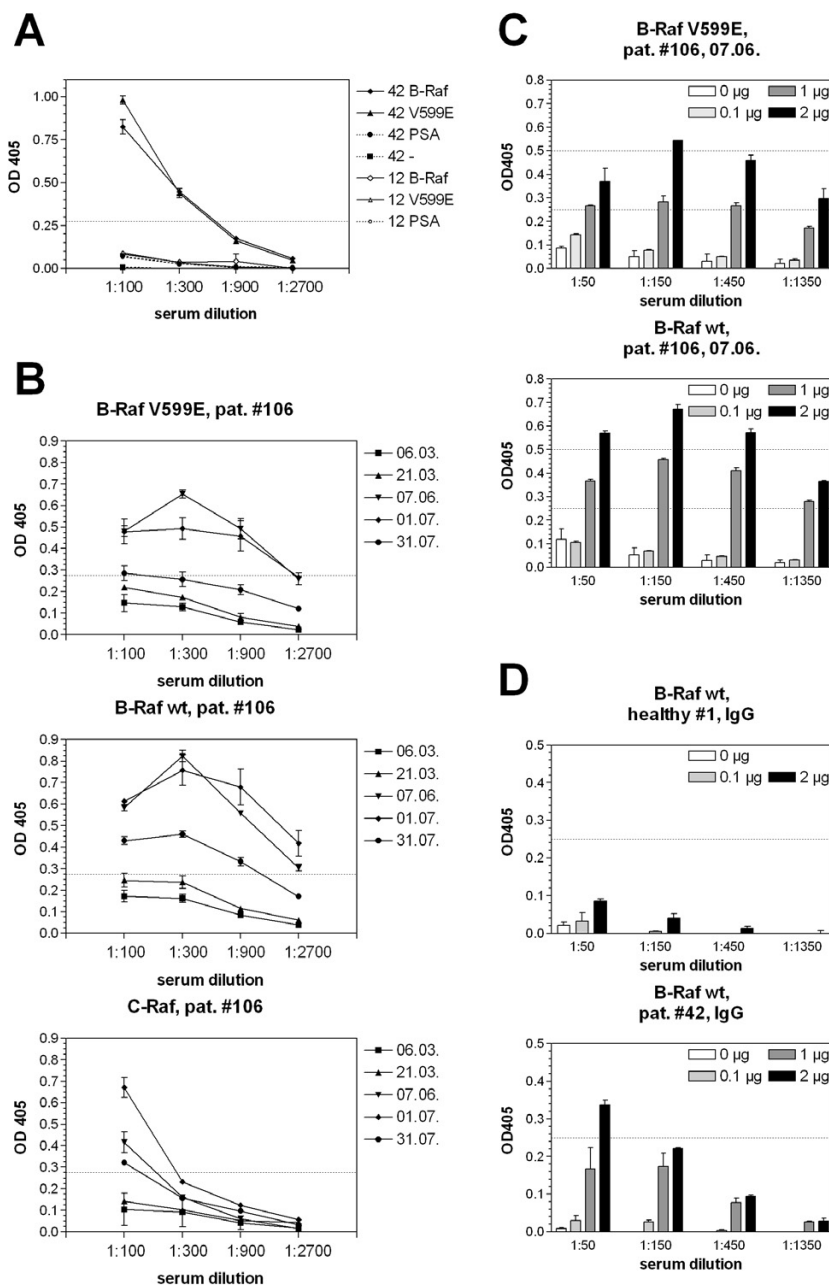 A
1.00
0.75
0.50
0.25
0.00
OD 405
1:100 1:300 1:900 1:2700
serum dilution
42 B-Raf
42 V599E
42 PSA
42 -
12 B-Raf
12 V599E
12 PSA
B
B-Raf V599E, pat. #106
0.9
0.8
0.7
0.6
0.5
0.4
0.3
0.2
0.1
0.0
OD 405
1:100 1:300 1:900 1:2700
serum dilution
06.03.
21.03.
07.06.
01.07.
31.07.
B-Raf wt, pat. #106
0.9
0.8
0.7
0.6
0.5
0.4
0.3
0.2
0.1
0.0
OD 405
1:100 1:300 1:900 1:2700
serum dilution
06.03.
21.03.
07.06.
01.07.
31.07.
C-Raf, pat. #106
0.9
0.8
0.7
0.6
0.5
0.4
0.3
0.2
0.1
0.0
OD 405
1:100 1:300 1:900 1:2700
serum dilution
06.03.
21.03.
07.06.
01.07.
31.07.
C
B-Raf V599E,
pat. #106, 07.06.
0.8
0.7
0.6
0.5
0.4
0.3
0.2
0.1
0.0
OD405
0 µg 1 µg
0.1 µg 2 µg
1:50 1:150 1:450 1:1350
serum dilution
B-Raf wt,
pat. #106, 07.06.
0.8
0.7
0.6
0.5
0.4
0.3
0.2
0.1
0.0
OD405
0 µg 1 µg
0.1 µg 2 µg
1:50 1:150 1:450 1:1350
serum dilution
D
B-Raf wt,
healthy #1, IgG
0.5
0.4
0.3
0.2
0.1
0.0
OD405
0 µg
0.1 µg 2 µg
1:50 1:150 1:450 1:1350
serum dilution
B-Raf wt,
pat. #42, IgG
0.5
0.4
0.3
0.2
0.1
0.0
OD405
0 µg 1 µg
0.1 µg 2 µg
1:50 1:150 1:450 1:1350
serum dilution